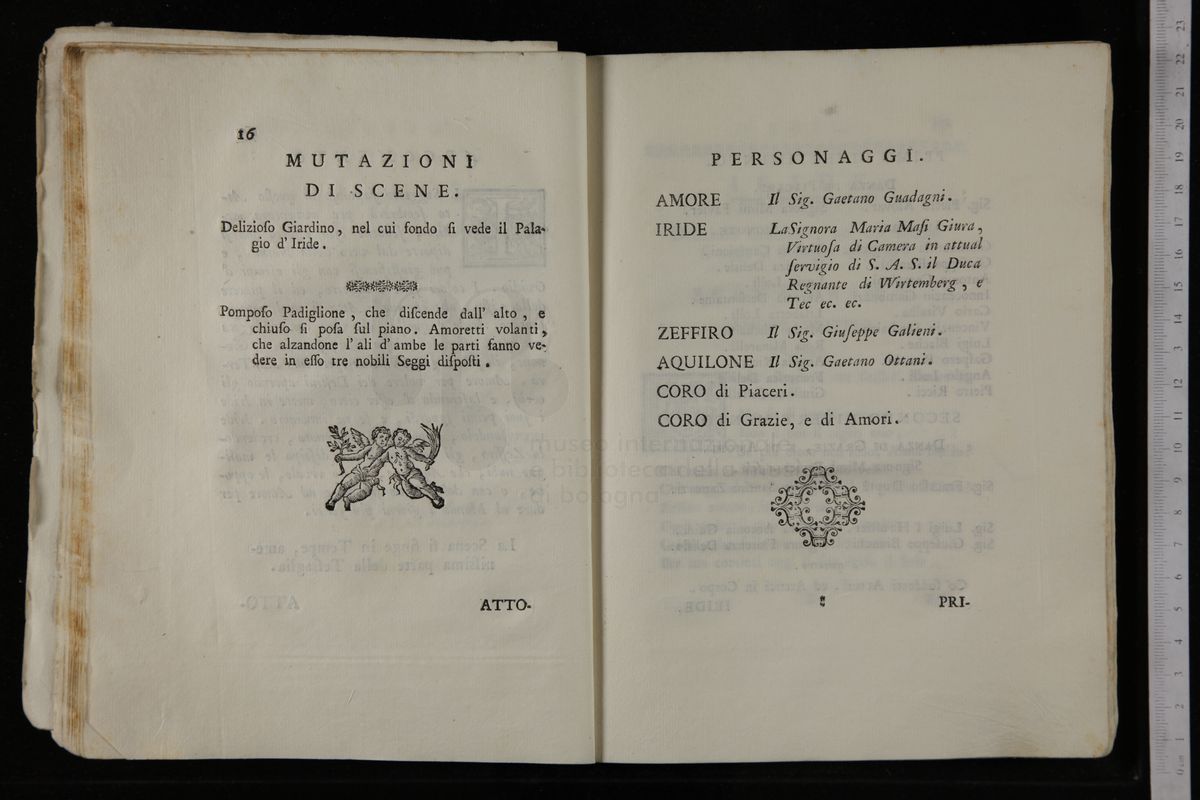 16
MUTAZIONI
DI SCENE.
Delizioſo Giardino, nel cui fondo ſi vede il Pala-
gio d' Iride.
Pompoſo Padiglione, che diſcende dall' alto, e
chiuſo ſi poſa ſul piano. Amoretti volanti,
che alzandone l' ali d' ambe le parti fanno ve-
dere in eſſo tre nobili Seggi diſpoſti.
ATTO-
PERSONAGGI.
AMORE Il Sig. Gaetano Guadagni.
IRIDE La Signora Maria Maſi Giura,
Virtuoſa di Camera in attual
ſervigio di S. A. S. il Duca
Regnante di Wirtemberg, e
Tec ec. ec.
ZEFFIRO Il Sig. Giuſeppe Galieni.
AQUILONE Il Sig. Gaetano Ottani.
CORO di Piaceri.
CORO di Grazie, e di Amori.
PRI-
museo internazionale
e biblioteca della musica
di bologna